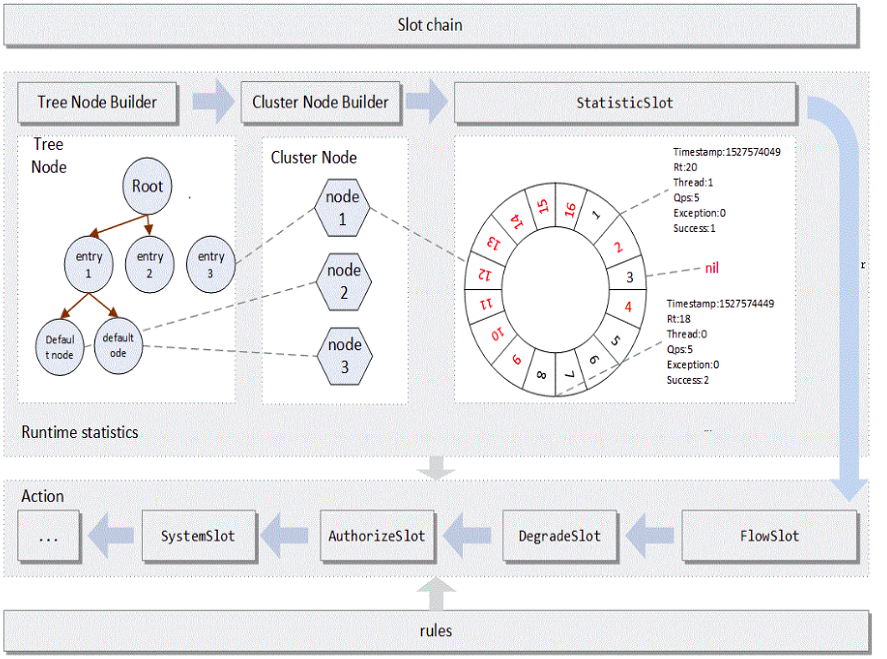 Slot chain
Tree Node Builder
Cluster Node Builder
StatisticSlot
Tree
Node
Root
entry
1
entry
2
entry
3
Defaul
t node
default
ode
Cluster Node
node
1
node
2
node
3
1
2
3
4
5
6
7
8
9
10
11
12
13
14
15
16
Timestamp:1527574049
Rt:20
Thread:1
Qps:5
Exception:0
Success:1
nil
Timestamp:1527574449
Rt:18
Thread:0
Qps:5
Exception:0
Success:2
...
r
Runtime statistics
Action
...
SystemSlot
AuthorizeSlot
DegradeSlot
FlowSlot
rules